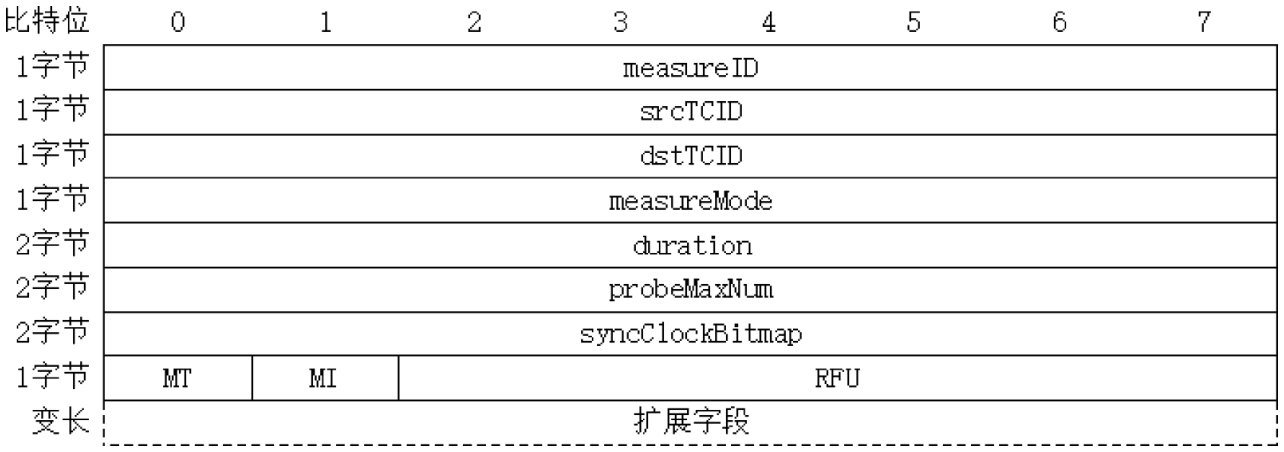 比特位 0 1 2 3 4 5 6 7
1字节 measureID
1字节 srcTCID
1字节 dstTCID
1字节 measureMode
2字节 duration
2字节 probeMaxNum
2字节 syncClockBitmap
1字节 MT MI RFU
变长 扩展字段